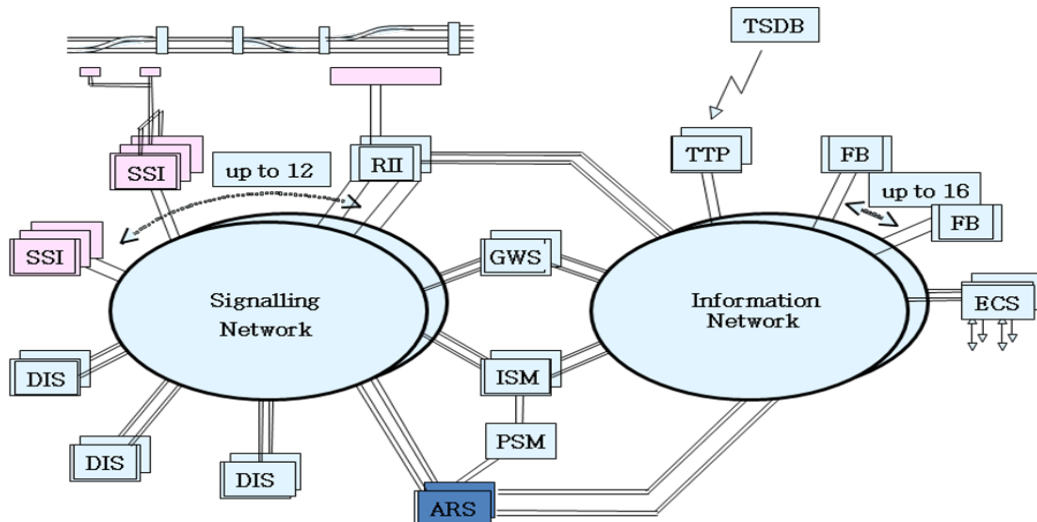 TSDB
SSI
up to 12
RII
TTP
FB
up to 16
FB
SSI
GWS
Signalling
Network
Information
Network
ECS
DIS
ISM
DIS
DIS
PSM
ARS